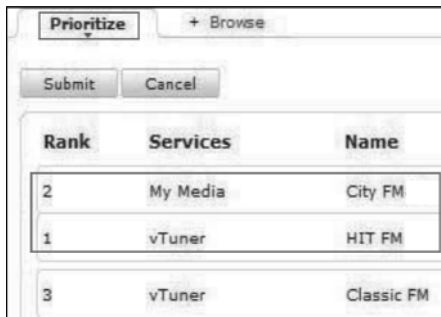 Prioritize + Browse
Submit Cancel
Rank Services Name
2 My Media City FM
1 vTuner HIT FM
3 vTuner Classic FM